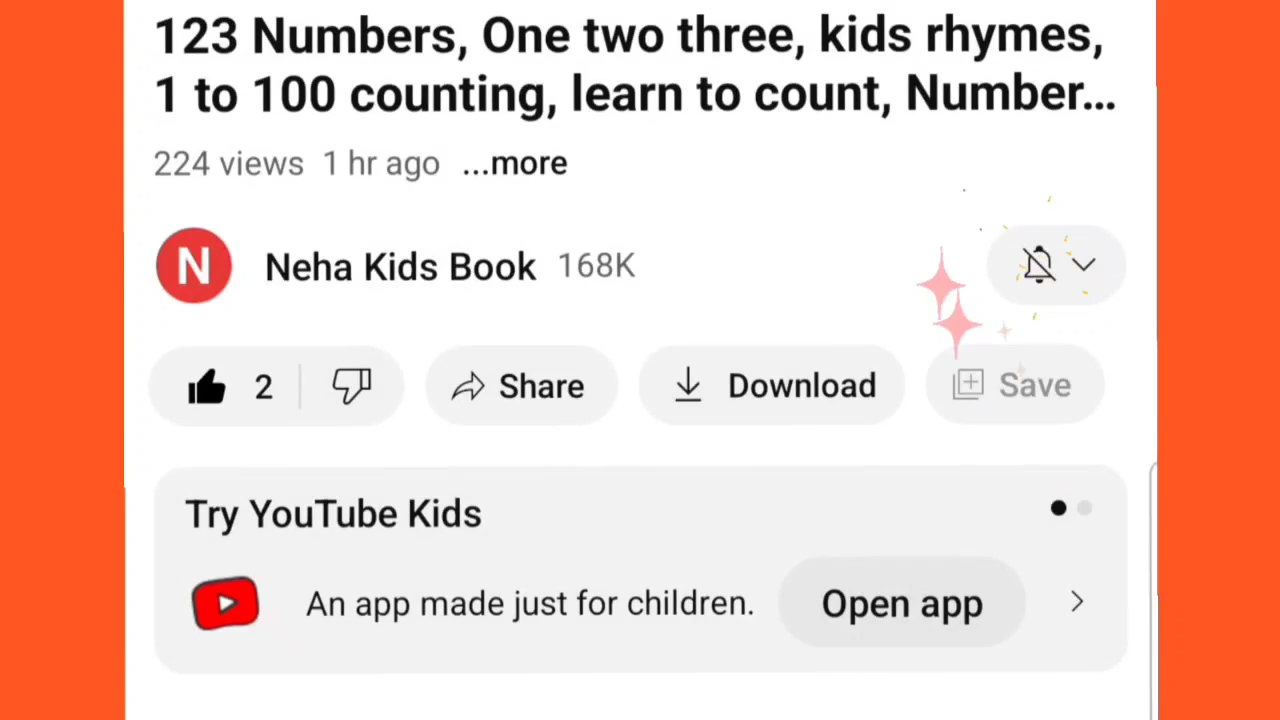 123 Numbers, One two three, kids rhymes,
1 to 100 counting, learn to count, Number...
224 views 1 hr ago ...more
N Neha Kids Book 168K
2 Share Download Save
Try YouTube Kids
An app made just for children. Open app